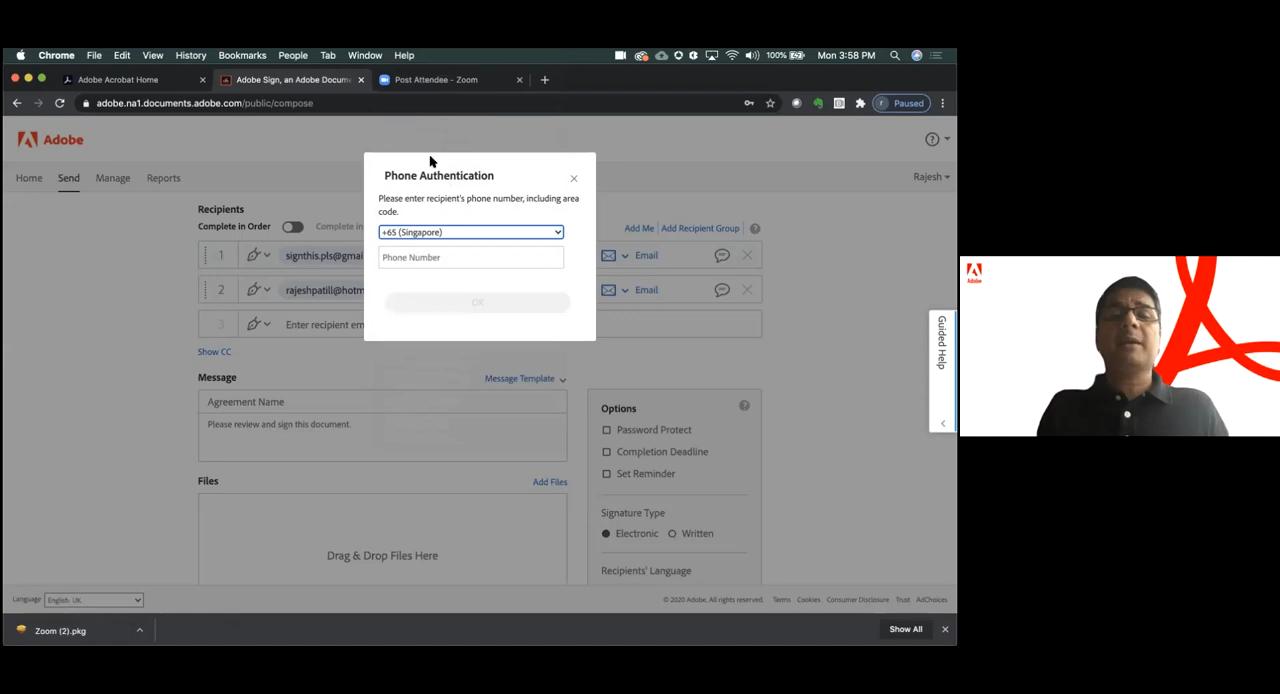 Chrome File Edit View History Bookmarks People Tab Window Help 100% Mon 3:58 PM
Adobe Acrobat Home Adobe Sign, an Adobe Docum Post Attendee - Zoom
adobe.na1.documents.adobe.com/public/compose r Paused
Adobe
Home Send Manage Reports Rajesh
Phone Authentication
Please enter recipient's phone number, including area
code.
+65 (Singapore)
Phone Number
OK
Recipients
Complete in Order Complete in Add Me Add Recipient Group
1 signthis.pls@gmai Email
2 rajeshpatill@hotm Email
3 Enter recipient em
Show CC
Message Message Template
Agreement Name
Please review and sign this document.
Options
Password Protect
Completion Deadline
Set Reminder
Files Add Files
Signature Type
Electronic Written
Drag & Drop Files Here
Recipients' Language
Guided Help
Language English: UK © 2020 Adobe. All rights reserved. Terms Cookies Consumer Disclosure Trust AdChoices
Zoom (2).pkg Show All
Adobe